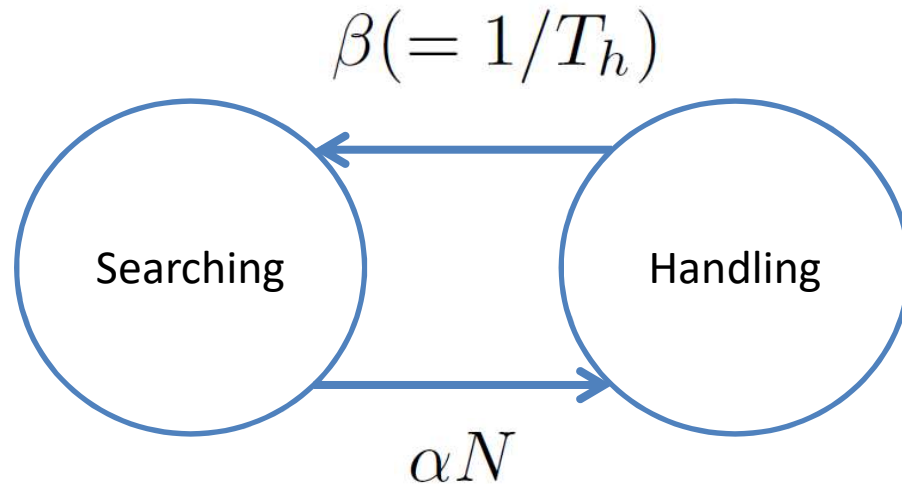 β(= 1/T_h)
Searching
Handling
αN